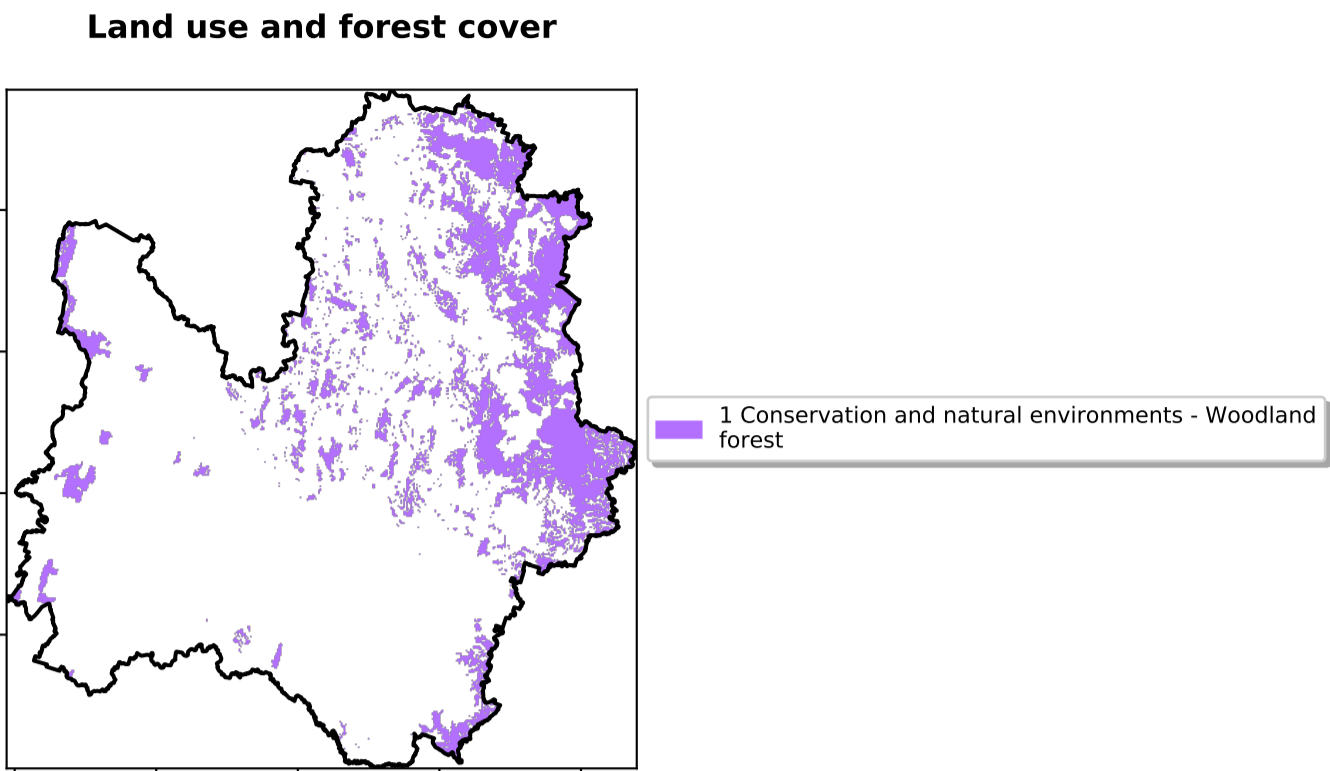 Land use and forest cover
1 Conservation and natural environments - Woodland
forest